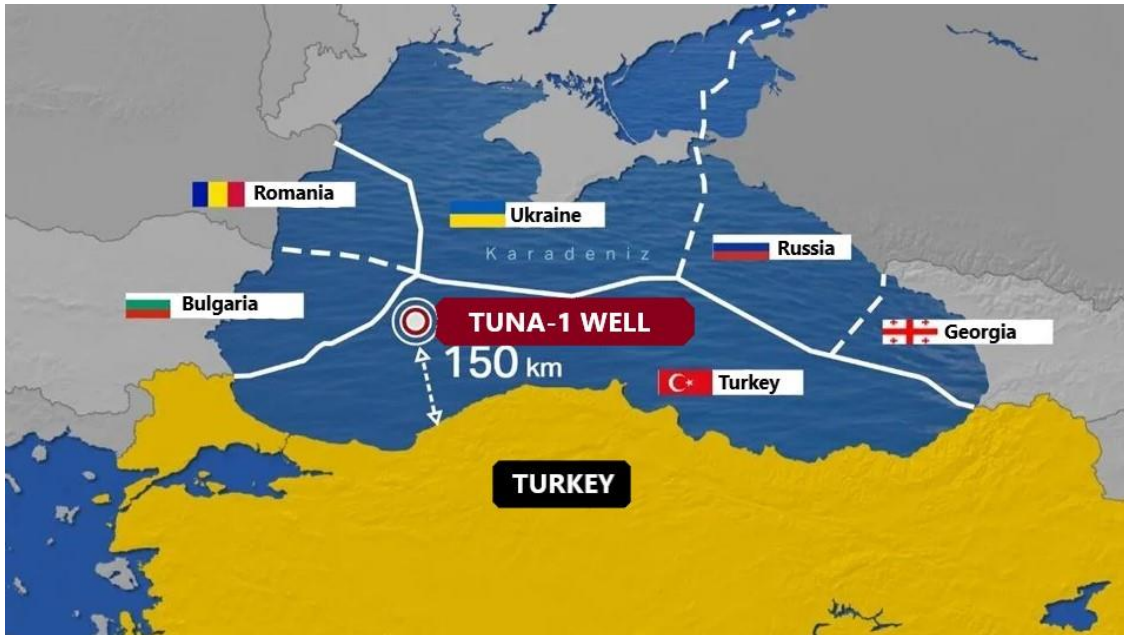 Romania
Ukraine
Karadeniz
Russia
Bulgaria
TUNA-1 WELL
Georgia
150 km
Turkey
TURKEY